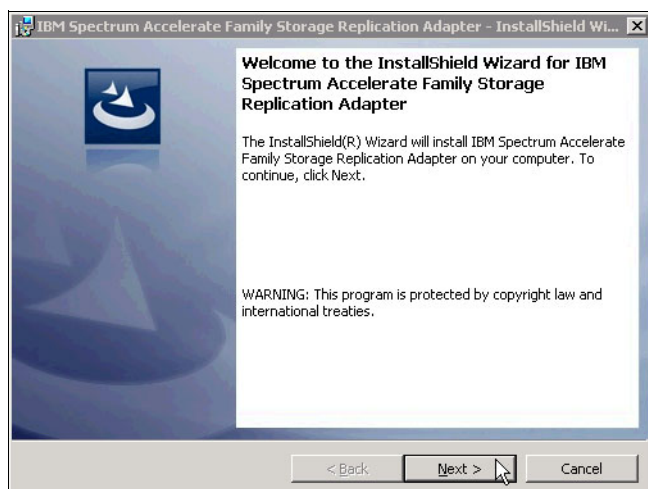 IBM Spectrum Accelerate Family Storage Replication Adapter - InstallShield Wi...
Welcome to the InstallShield Wizard for IBM
Spectrum Accelerate Family Storage
Replication Adapter
The InstallShield(R) Wizard will install IBM Spectrum Accelerate
Family Storage Replication Adapter on your computer. To
continue, click Next.
WARNING: This program is protected by copyright law and
international treaties.
< Back Next > Cancel